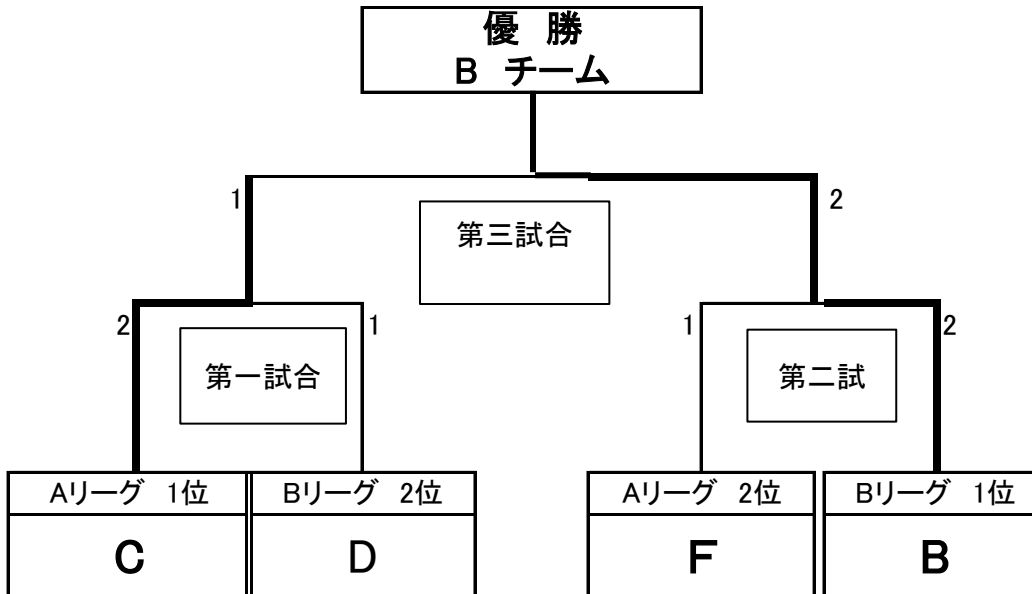 優 勝
B チーム
1
2
第三試合
2
1
1
2
第一試合
第二試
Aリーグ 1位
Bリーグ 2位
Aリーグ 2位
Bリーグ 1位
C
D
F
B